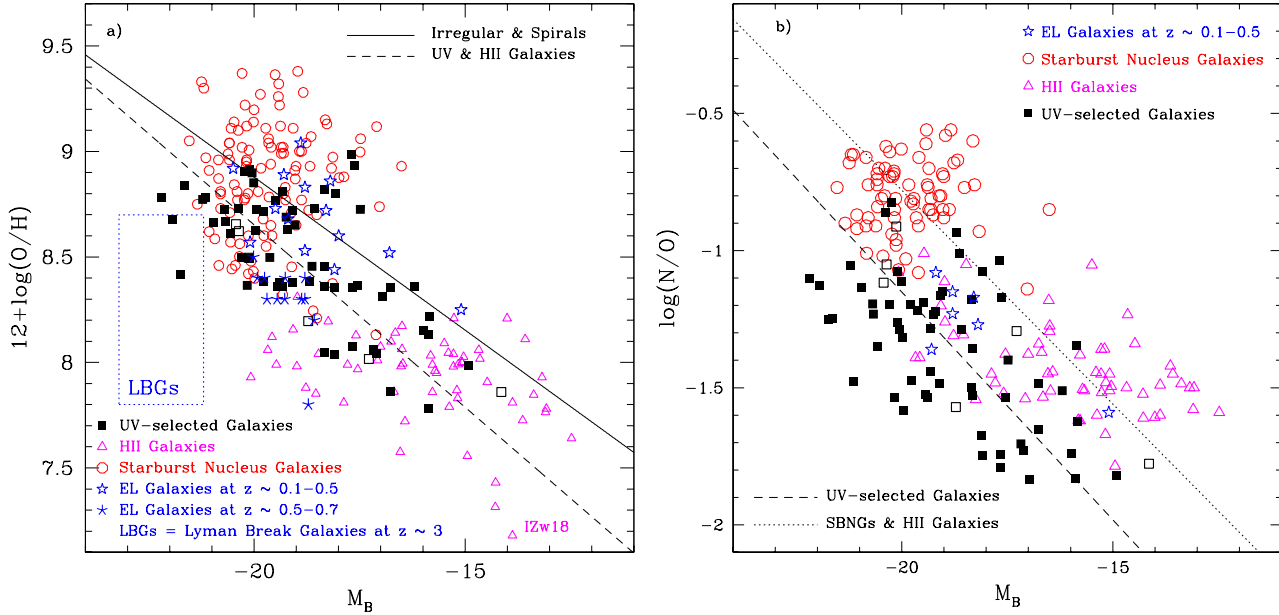 a)
Irregular & Spirals
UV & HII Galaxies
9.5
9
8.5
8
7.5
12+log(O/H)
LBGs
UV-selected Galaxies
HII Galaxies
Starburst Nucleus Galaxies
EL Galaxies at z ~ 0.1-0.5
EL Galaxies at z ~ 0.5-0.7
LBGs = Lyman Break Galaxies at z ~ 3
IZw18
-20
-15
M_B
b)
EL Galaxies at z ~ 0.1-0.5
Starburst Nucleus Galaxies
HII Galaxies
UV-selected Galaxies
-0.5
-1
-1.5
-2
log(N/O)
UV-selected Galaxies
SBNGs & HII Galaxies
-20
-15
M_B